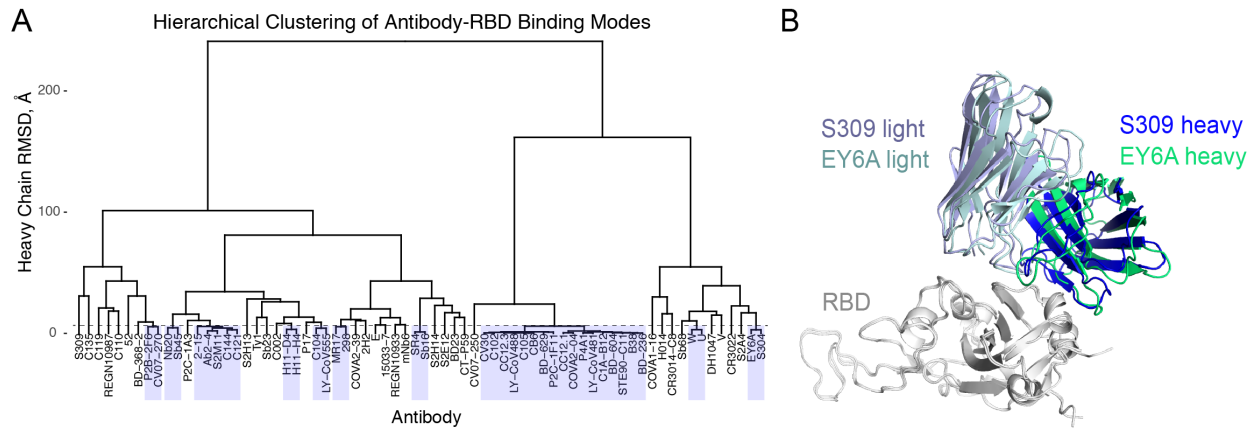 A
Hierarchical Clustering of Antibody-RBD Binding Modes
Heavy Chain RMSD, Å
200 -
100 -
0 -
S309
C135
C119
REGN10987
C110
52
BD-368-2
P2B-2F6
CV07-270
Nb20
Sb45
P2C-1A3
2-15
Ab2-4
S2M11
C144
C121
S2H13
Ty1
Sb23
C002
H11-D4
P17
C104
LY-CoV555
298
MR17
COVA2-39
2H2
E
15033-7
REGN10933
mNb6
SR4
Sb16
S2H14
S2E12
BD23
CT-P59
CV07-250
CV30
C102
CC12.3
LY-CoV488
C105
CB6
BD-629
P2C-1F11
CC12.1
COVA2-04
P4A1
LY-CoV481
C1A-B12
BD-604
STE90-C11
B38
BD-236
COVA1-16
H014
CR3014-C8
Sb68
DH1047
V
CR3022
S2A4
EY6A
S304
Antibody
B
S309 light
EY6A light
S309 heavy
EY6A heavy
RBD